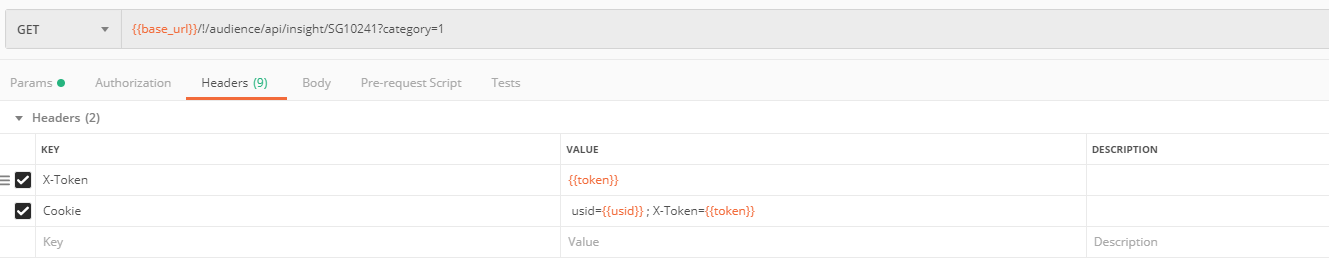 GET {{base_url}}/!/audience/api/insight/SG10241?category=1
Params Authorization Headers (9) Body Pre-request Script Tests
Headers (2)
KEY VALUE DESCRIPTION
X-Token {{token}}
Cookie usid={{usid}} ; X-Token={{token}}
Key Value Description